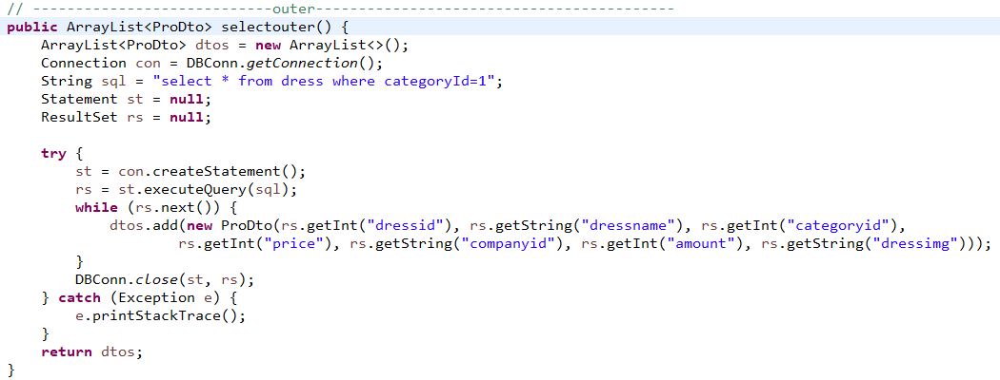 // ----------------------------outer------------------------------------------
public ArrayList<ProDto> selectouter() {
    ArrayList<ProDto> dtos = new ArrayList<>();
    Connection con = DBConn.getConnection();
    String sql = "select * from dress where categoryId=1";
    Statement st = null;
    ResultSet rs = null;

    try {
        st = con.createStatement();
        rs = st.executeQuery(sql);
        while (rs.next()) {
            dtos.add(new ProDto(rs.getInt("dressid"), rs.getString("dressname"), rs.getInt("categoryid"),
                    rs.getInt("price"), rs.getString("companyid"), rs.getInt("amount"), rs.getString("dressimg")));
        }
        DBConn.close(st, rs);
    } catch (Exception e) {
        e.printStackTrace();
    }
    return dtos;
}